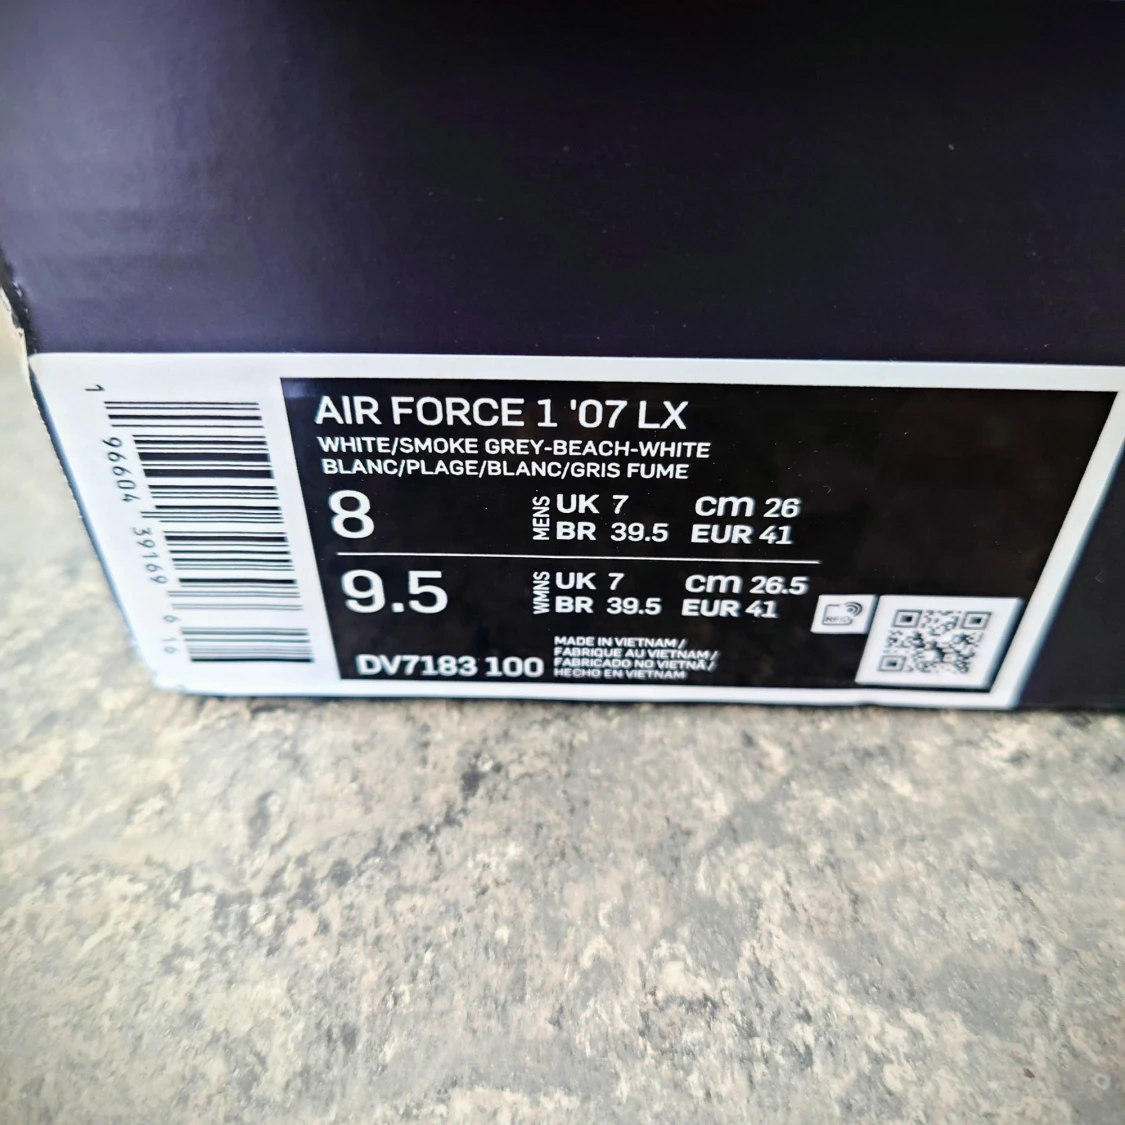 AIR FORCE 1 '07 LX
WHITE/SMOKE GREY-BEACH-WHITE
BLANC/PLAGE/BLANC/GRIS FUME
8 MENS UK 7 cm 26
BR 39.5 EUR 41
9.5 WMNS UK 7 cm 26.5
BR 39.5 EUR 41
RFID
DV7183 100
MADE IN VIETNAM /
FABRIQUE AU VIETNAM /
FABRICADO NO VIETNÃ /
HECHO EN VIETNAM
1 96604 39169 6 16